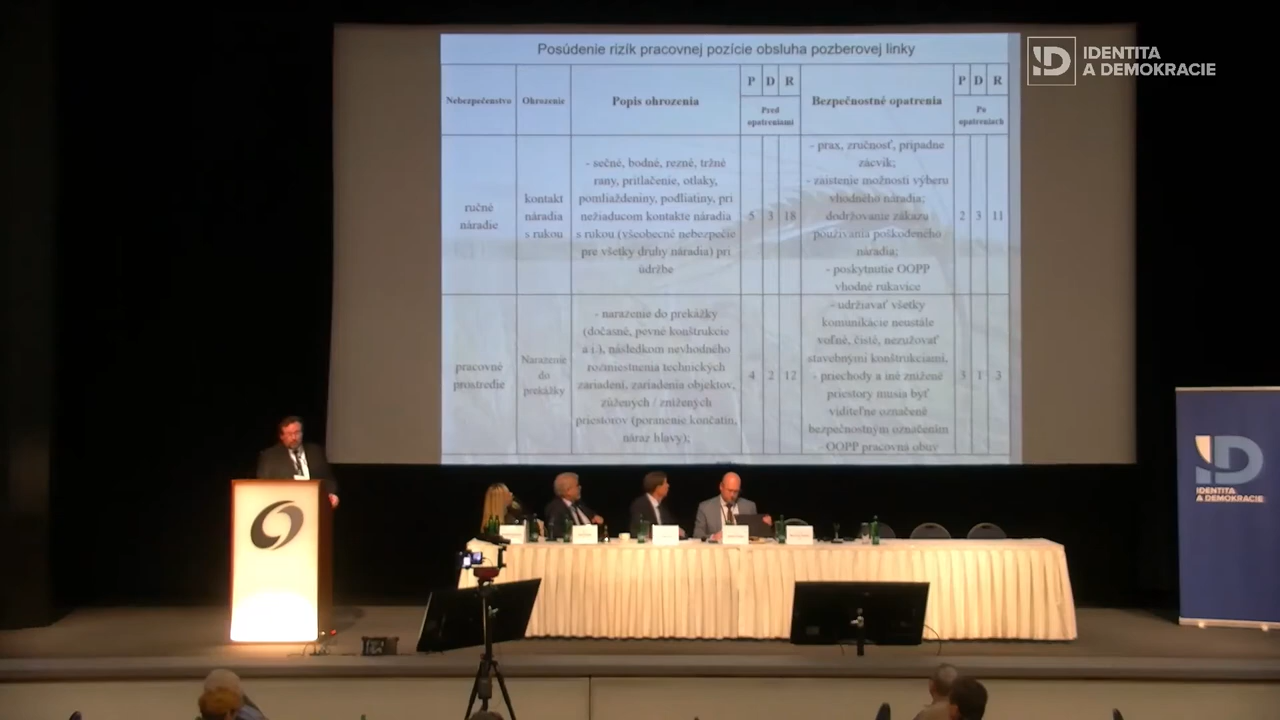 Posúdenie rizík pracovnej pozície obsluha pozberovej linky
Nebezpečenstvo
Ohrozenie
Popis ohrozenia
P D R
Pred
opatreniami
Bezpečnostné opatrenia
P D R
Po
opatreniach
ručné
náradie
kontakt
náradia
s rukou
- sečné, bodné, rezné, tržné
rany, pritlačenie, otlaky,
pomliaždeniny, podliatiny, pri
nežiaducom kontakte náradia
s rukou (všeobecné nebezpečie
pre všetky druhy náradia) pri
údržbe
5 3 18
- prax, zručnosť, prípadne
zácvik;
- zaistenie možnosti výberu
vhodného náradia;
dodržovanie zákazu
používania poškodeného
náradia;
- poskytnutie OOPP
vhodné rukavice
2 3 11
pracovné
prostredie
Narazenie
do
prekážky
- narazenie do prekážky
(dočasné, pevné konštrukcie
a i.), následkom nevhodného
rozmiestnenia technických
zariadení, zariadenia objektov,
zúžených / znížených
priestorov (poranenie končatín,
náraz hlavy);
4 2 12
- udržiavať všetky
komunikácie neustále
voľné, čisté, nezužovať
stavebnými konštrukciami,
- priechody a iné znížené
priestory musia byť
viditeľne označené
bezpečnostným označením
OOPP pracovná obuv
3 1 3
ID IDENTITA
A DEMOKRACIE
ID
IDENTITA
A DEMOKRACIE